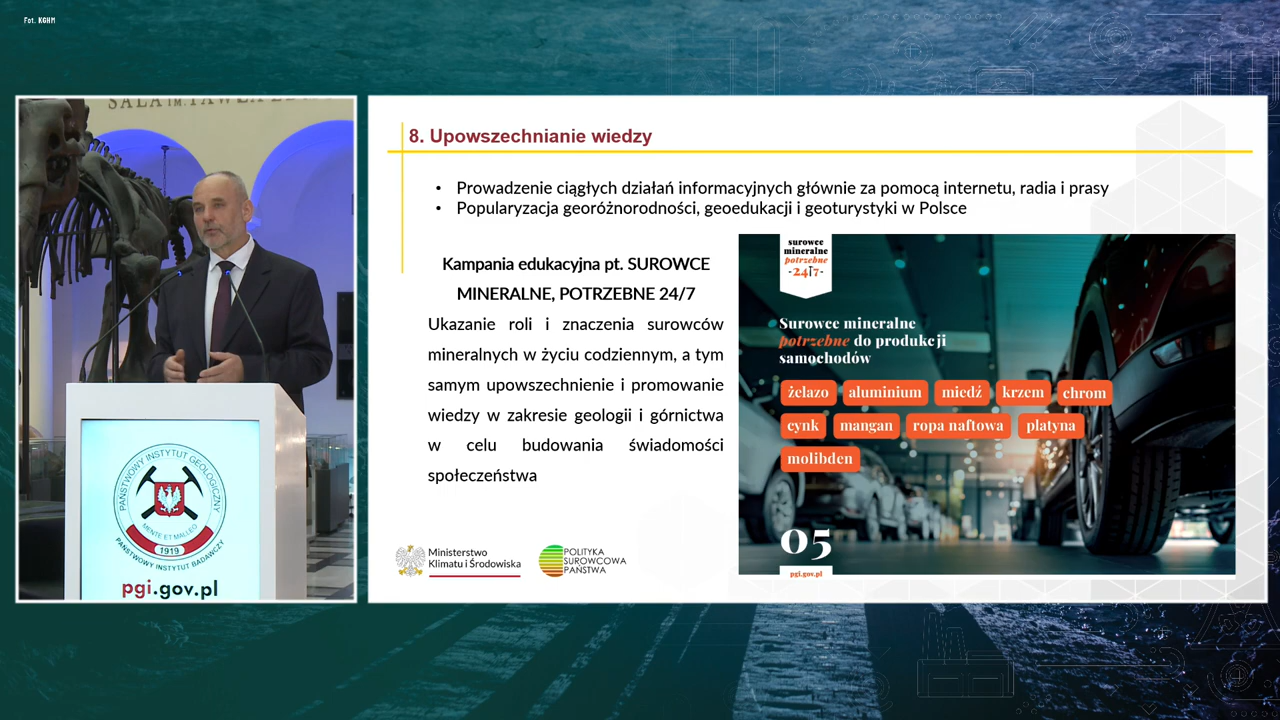 Fot. KGHM
8. Upowszechnianie wiedzy
• Prowadzenie ciągłych działań informacyjnych głównie za pomocą internetu, radia i prasy
• Popularyzacja georóżnorodności, geoedukacji i geoturystyki w Polsce
Kampania edukacyjna pt. SUROWCE
MINERALNE, POTRZEBNE 24/7
Ukazanie roli i znaczenia surowców
mineralnych w życiu codziennym, a tym
samym upowszechnienie i promowanie
wiedzy w zakresie geologii i górnictwa
w celu budowania świadomości
społeczeństwa
Ministerstwo
Klimatu i Środowiska
POLITYKA
SUROWCOWA
PAŃSTWA
surowce
mineralne
potrzebne
-24|7-
Surowce mineralne
potrzebne do produkcji
samochodów
żelazo aluminium miedź krzem chrom
cynk mangan ropa naftowa platyna
molibden
05
pgi.gov.pl
SALA IM. PAWŁA
PAŃSTWOWY INSTYTUT GEOLOGICZNY
MENTE ET MALLEO
1919
PAŃSTWOWY INSTYTUT BADAWCZY
pgi.gov.pl